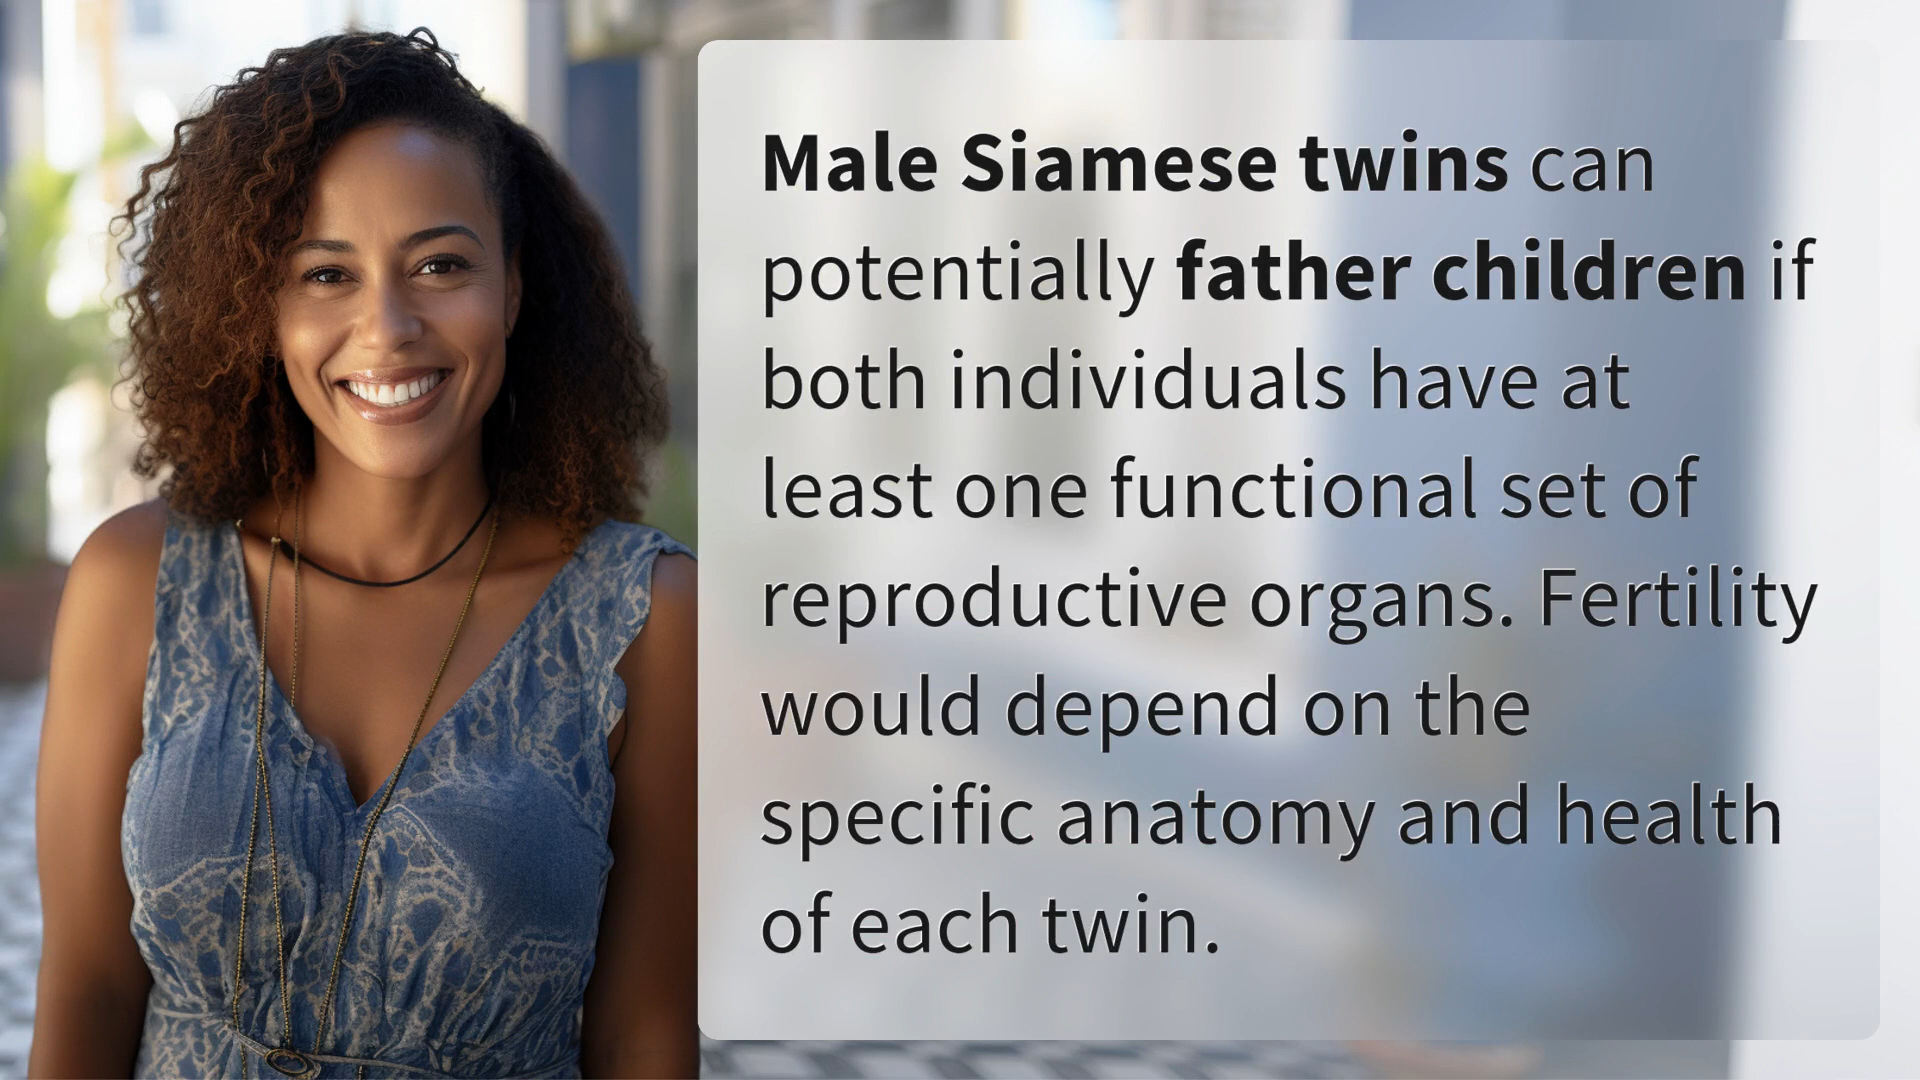 Male Siamese twins can
potentially father children if
both individuals have at
least one functional set of
reproductive organs. Fertility
would depend on the
specific anatomy and health
of each twin.